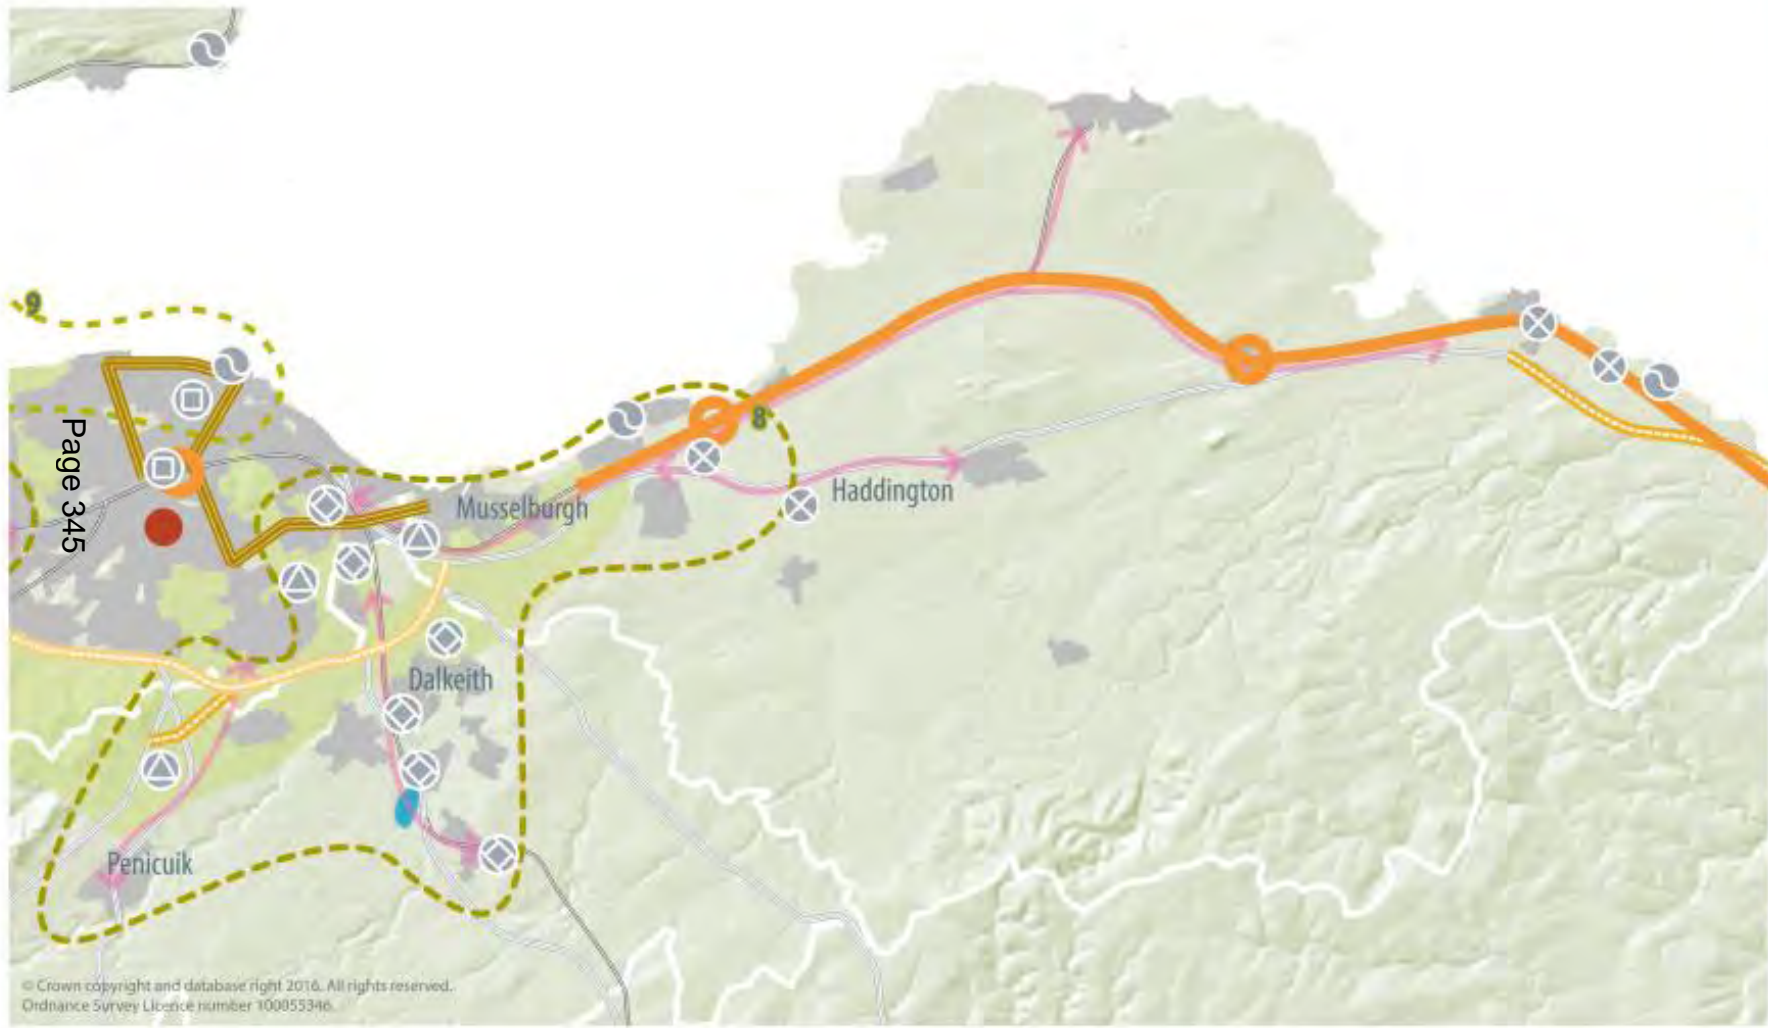 9
8
Page 345
Musselburgh
Haddington
Dalkeith
Penicuik
© Crown copyright and database right 2016. All rights reserved.
Ordnance Survey Licence number 100055346.